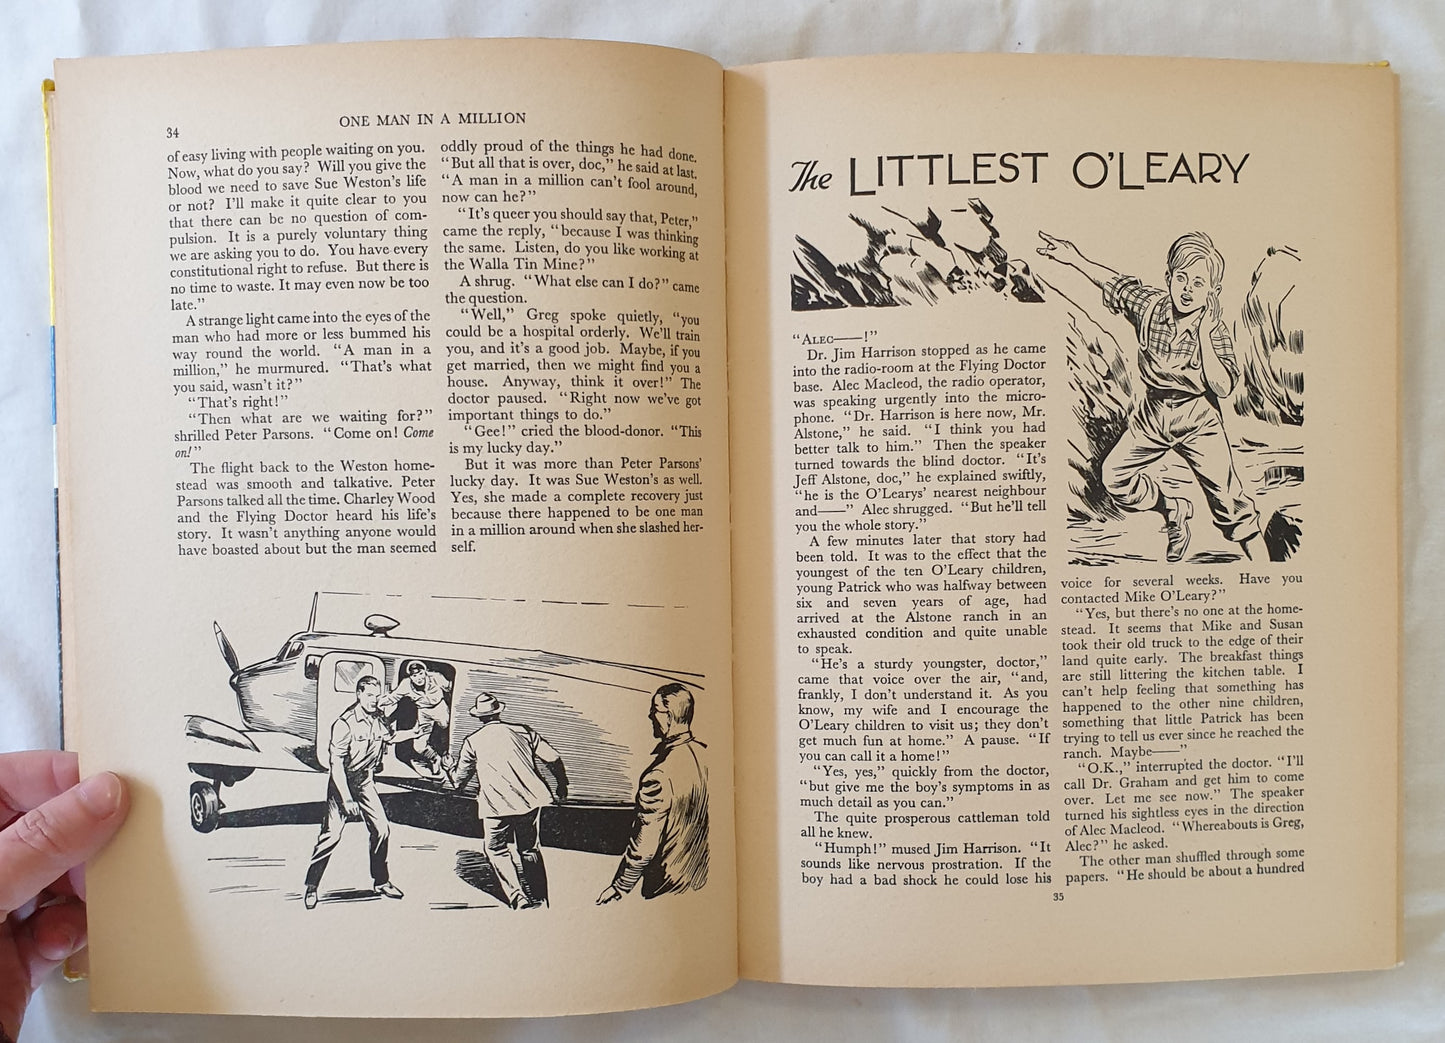 34
ONE MAN IN A MILLION
of easy living with people waiting on you.
Now, what do you say? Will you give the
blood we need to save Sue Weston's life
or not? I'll make it quite clear to you
that there can be no question of com-
pulsion. It is a purely voluntary thing
we are asking you to do. You have every
constitutional right to refuse. But there is
no time to waste. It may even now be too
late."
A strange light came into the eyes of the
man who had more or less bummed his
way round the world. "A man in a
million," he murmured. "That's what
you said, wasn't it?"
"That's right!"
"Then what are we waiting for?"
shrilled Peter Parsons. "Come on! Come
on!"
The flight back to the Weston home-
stead was smooth and talkative. Peter
Parsons talked all the time. Charley Wood
and the Flying Doctor heard his life's
story. It wasn't anything anyone would
have boasted about but the man seemed
oddly proud of the things he had done.
"But all that is over, doc," he said at last.
"A man in a million can't fool around,
now can he?"
"It's queer you should say that, Peter,"
came the reply, "because I was thinking
the same. Listen, do you like working at
the Walla Tin Mine?"
A shrug. "What else can I do?" came
the question.
"Well," Greg spoke quietly, "you
could be a hospital orderly. We'll train
you, and it's a good job. Maybe, if you
get married, then we might find you a
house. Anyway, think it over!" The
doctor paused. "Right now we've got
important things to do."
"Gee!" cried the blood-donor. "This
is my lucky day."
But it was more than Peter Parsons'
lucky day. It was Sue Weston's as well.
Yes, she made a complete recovery just
because there happened to be one man
in a million around when she slashed her-
self.
The LITTLEST O'LEARY
"ALEC——!"
Dr. Jim Harrison stopped as he came
into the radio-room at the Flying Doctor
base. Alec Macleod, the radio operator,
was speaking urgently into the micro-
phone. "Dr. Harrison is here now, Mr.
Alstone," he said. "I think you had
better talk to him." Then the speaker
turned towards the blind doctor. "It's
Jeff Alstone, doc," he explained swiftly,
"he is the O'Learys' nearest neighbour
and——" Alec shrugged. "But he'll tell
you the whole story."
A few minutes later that story had
been told. It was to the effect that the
youngest of the ten O'Leary children,
young Patrick who was halfway between
six and seven years of age, had
arrived at the Alstone ranch in an
exhausted condition and quite unable
to speak.
"He's a sturdy youngster, doctor,"
came that voice over the air, "and,
frankly, I don't understand it. As you
know, my wife and I encourage the
O'Leary children to visit us; they don't
get much fun at home." A pause. "If
you can call it a home!"
"Yes, yes," quickly from the doctor,
"but give me the boy's symptoms in as
much detail as you can."
The quite prosperous cattleman told
all he knew.
"Humph!" mused Jim Harrison. "It
sounds like nervous prostration. If the
boy had a bad shock he could lose his
voice for several weeks. Have you
contacted Mike O'Leary?"
"Yes, but there's no one at the home-
stead. It seems that Mike and Susan
took their old truck to the edge of their
land quite early. The breakfast things
are still littering the kitchen table. I
can't help feeling that something has
happened to the other nine children,
something that little Patrick has been
trying to tell us ever since he reached the
ranch. Maybe——"
"O.K.," interrupted the doctor. "I'll
call Dr. Graham and get him to come
over. Let me see now." The speaker
turned his sightless eyes in the direction
of Alec Macleod. "Whereabouts is Greg,
Alec?" he asked.
The other man shuffled through some
papers. "He should be about a hundred
35